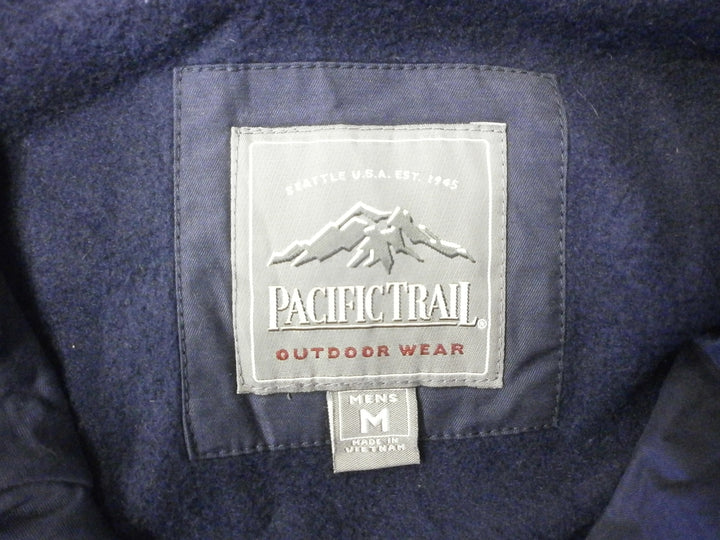 SEATTLE U.S.A. EST. 1945
PACIFIC TRAIL®
OUTDOOR WEAR
MENS
M
MADE IN
VIETNAM